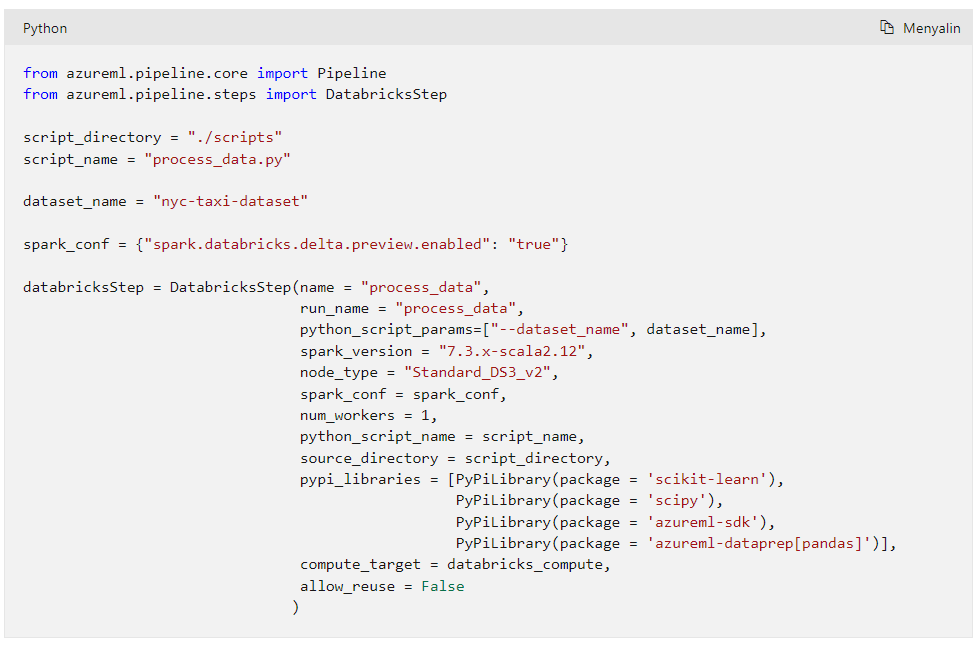 Python
Menyalin
from azureml.pipeline.core import Pipeline
from azureml.pipeline.steps import DatabricksStep
script_directory = "./scripts"
script_name = "process_data.py"
dataset_name = "nyc-taxi-dataset"
spark_conf = {"spark.databricks.delta.preview.enabled": "true"}
databricksStep = DatabricksStep(name = "process_data",
run_name = "process_data",
python_script_params=["--dataset_name", dataset_name],
spark_version = "7.3.x-scala2.12",
node_type = "Standard_DS3_v2",
spark_conf = spark_conf,
num_workers = 1,
python_script_name = script_name,
source_directory = script_directory,
pypi_libraries = [PyPiLibrary(package = 'scikit-learn'),
PyPiLibrary(package = 'scipy'),
PyPiLibrary(package = 'azureml-sdk'),
PyPiLibrary(package = 'azureml-dataprep[pandas]')],
compute_target = databricks_compute,
allow_reuse = False
)